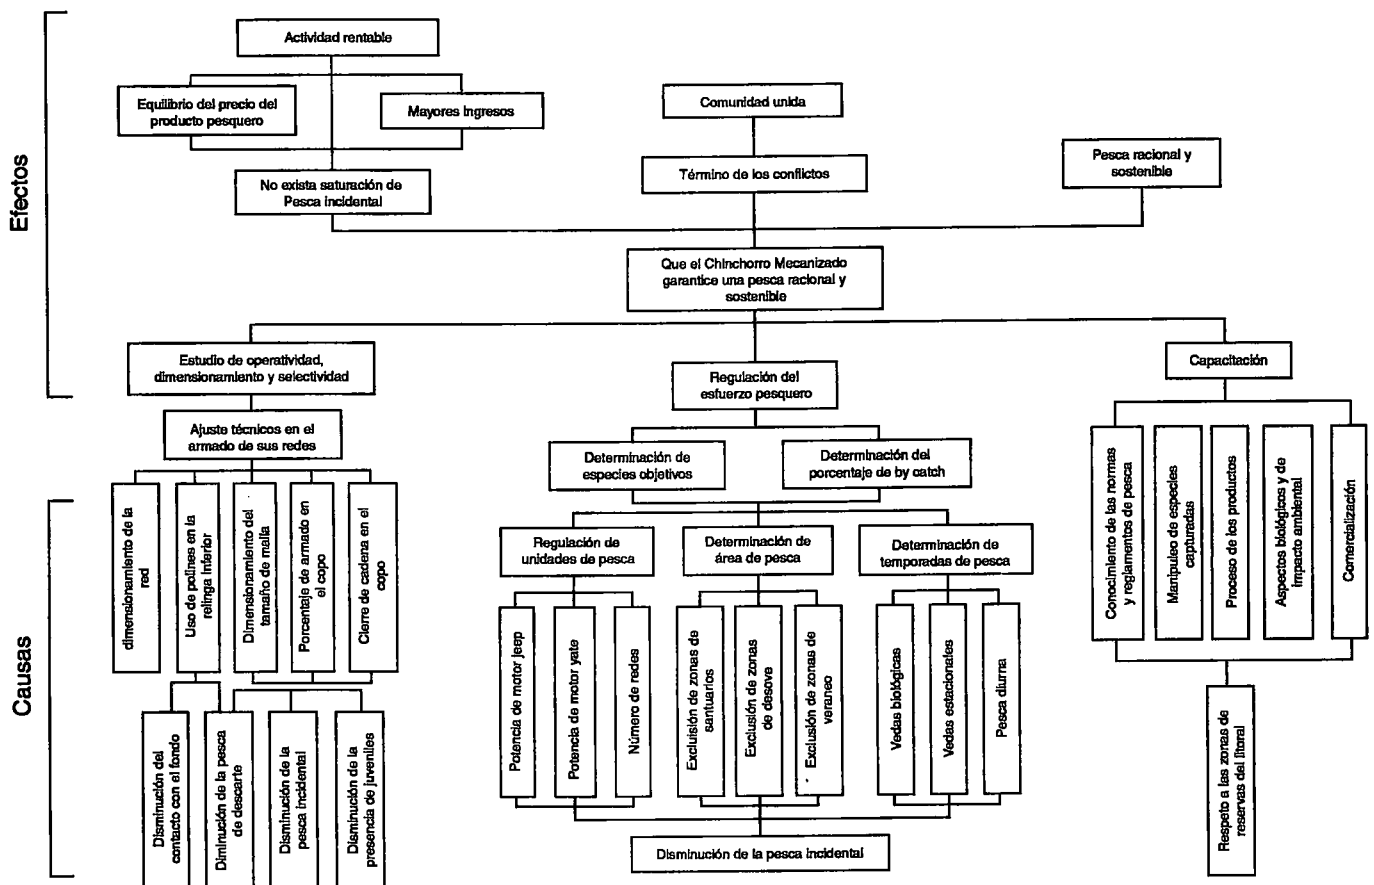 Efectos
Causas
Actividad rentable
Equilibrio del precio del
producto pesquero
Mayores ingresos
No exista saturación de
Pesca incidental
Comunidad unida
Término de los conflictos
Pesca racional y
sostenible
Que el Chinchorro Mecanizado
garantice una pesca racional y
sostenible
Estudio de operatividad,
dimensionamiento y selectividad
Ajuste técnicos en el
armado de sus redes
dimensionamiento de la
red
Uso de polines en la
relinga inferior
Dimensionamiento del
tamaño de malla
Porcentaje de armado en
el copo
Cierre de cadena en el
copo
Disminución del
contacto con el fondo
Diminución de la pesca
de descarte
Disminución de la
pesca incidental
Disminución de la
presencia de juveniles
Regulación del
esfuerzo pesquero
Determinación de
especies objetivos
Determinación del
porcentaje de by catch
Regulación de
unidades de pesca
Determinación de
área de pesca
Determinación de
temporadas de pesca
Potencia de motor jeep
Potencia de motor yate
Número de redes
Excluisión de zonas de
santuarios
Exclusión de zonas
de desove
Exclusión de zonas de
veraneo
Vedas biológicas
Vedas estacionales
Pesca diurna
Disminución de la pesca incidental
Capacitación
Conocimiento de las normas
y reglamentos de pesca
Manipuleo de especies
capturadas
Proceso de los productos
Aspectos biológicos y de
impacto ambiental
Comercialización
Respeto a las zonas de
reservas del litoral